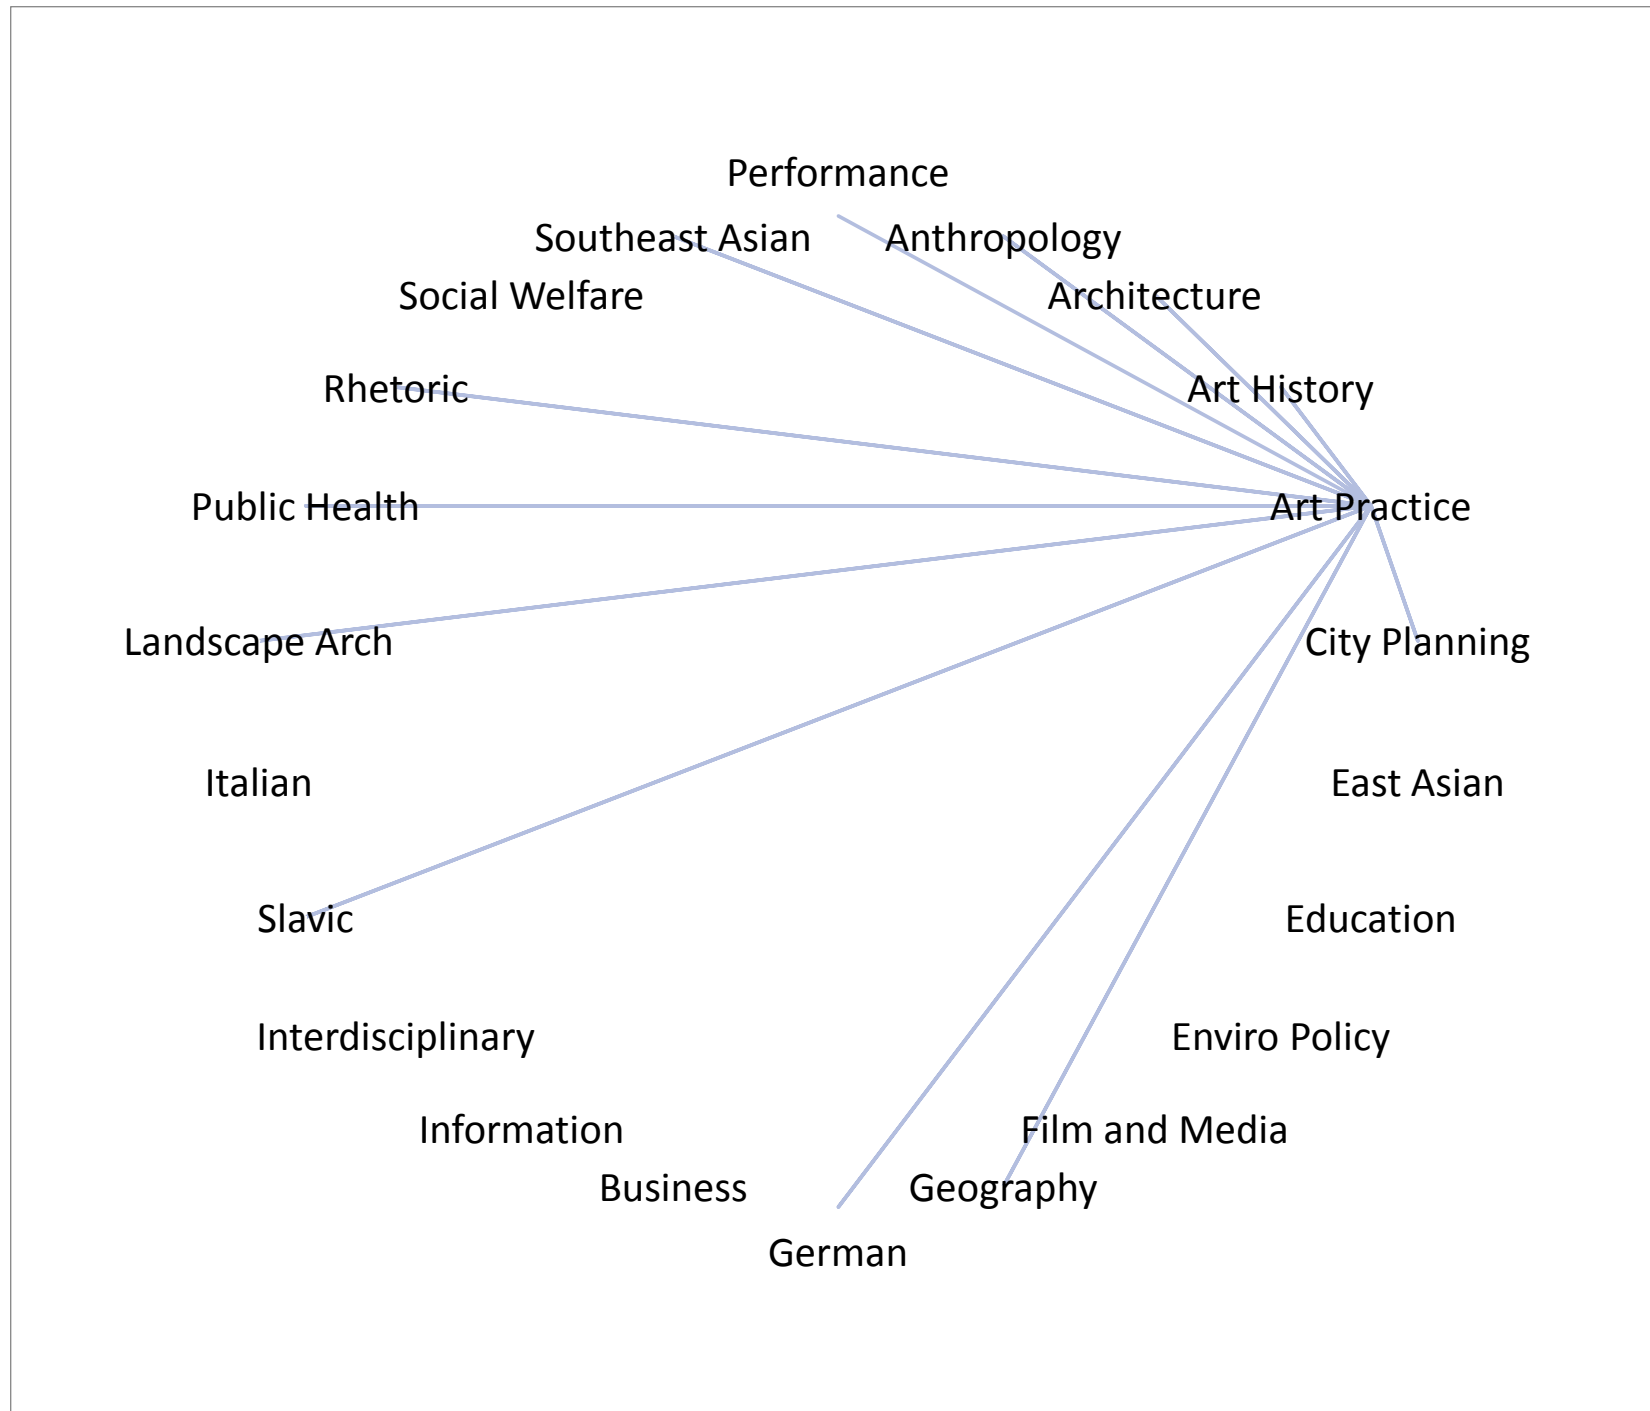 Performance
Southeast Asian
Anthropology
Social Welfare
Architecture
Rhetoric
Art History
Public Health
Art Practice
Landscape Arch
City Planning
Italian
East Asian
Slavic
Education
Interdisciplinary
Enviro Policy
Information
Film and Media
Business
Geography
German